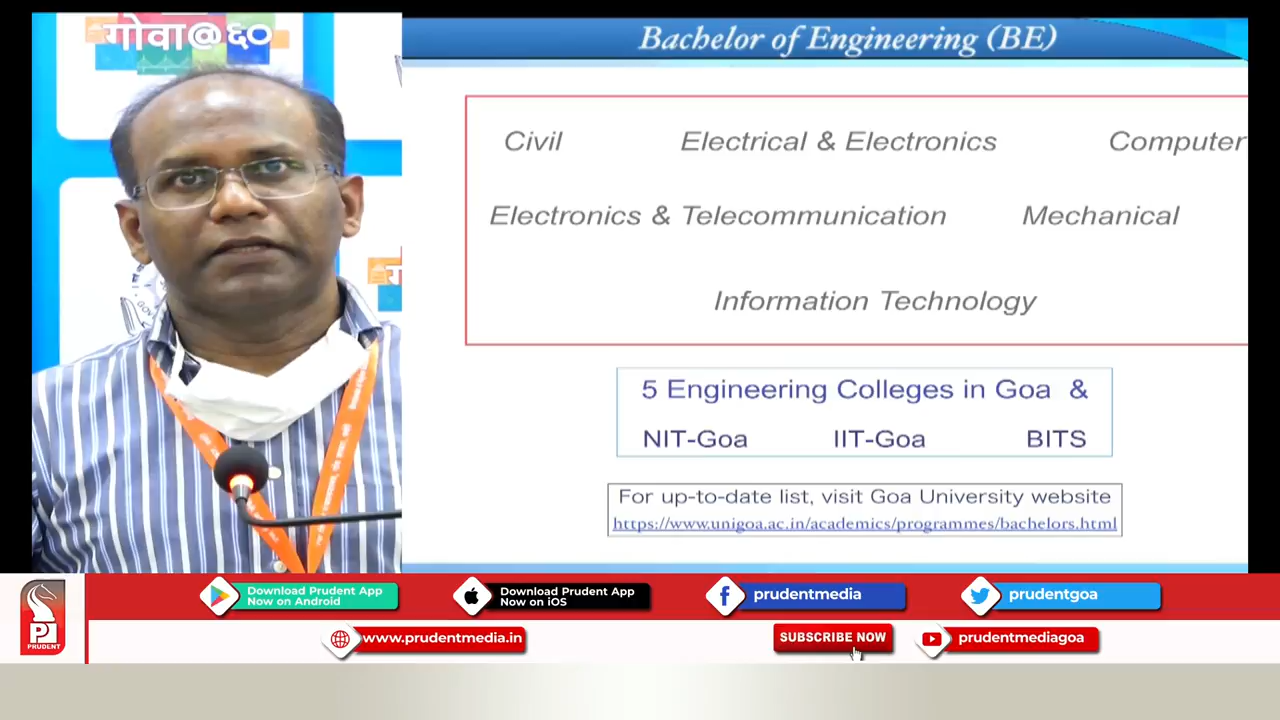 गोवा@६०
Bachelor of Engineering (BE)
Civil Electrical & Electronics Computer
Electronics & Telecommunication Mechanical
Information Technology
5 Engineering Colleges in Goa &
NIT-Goa IIT-Goa BITS
For up-to-date list, visit Goa University website
https://www.unigoa.ac.in/academics/programmes/bachelors.html
PI
PRUDENT
Download Prudent App
Now on Android
Download Prudent App
Now on iOS
prudentmedia
prudentgoa
www.prudentmedia.in
SUBSCRIBE NOW
prudentmediagoa